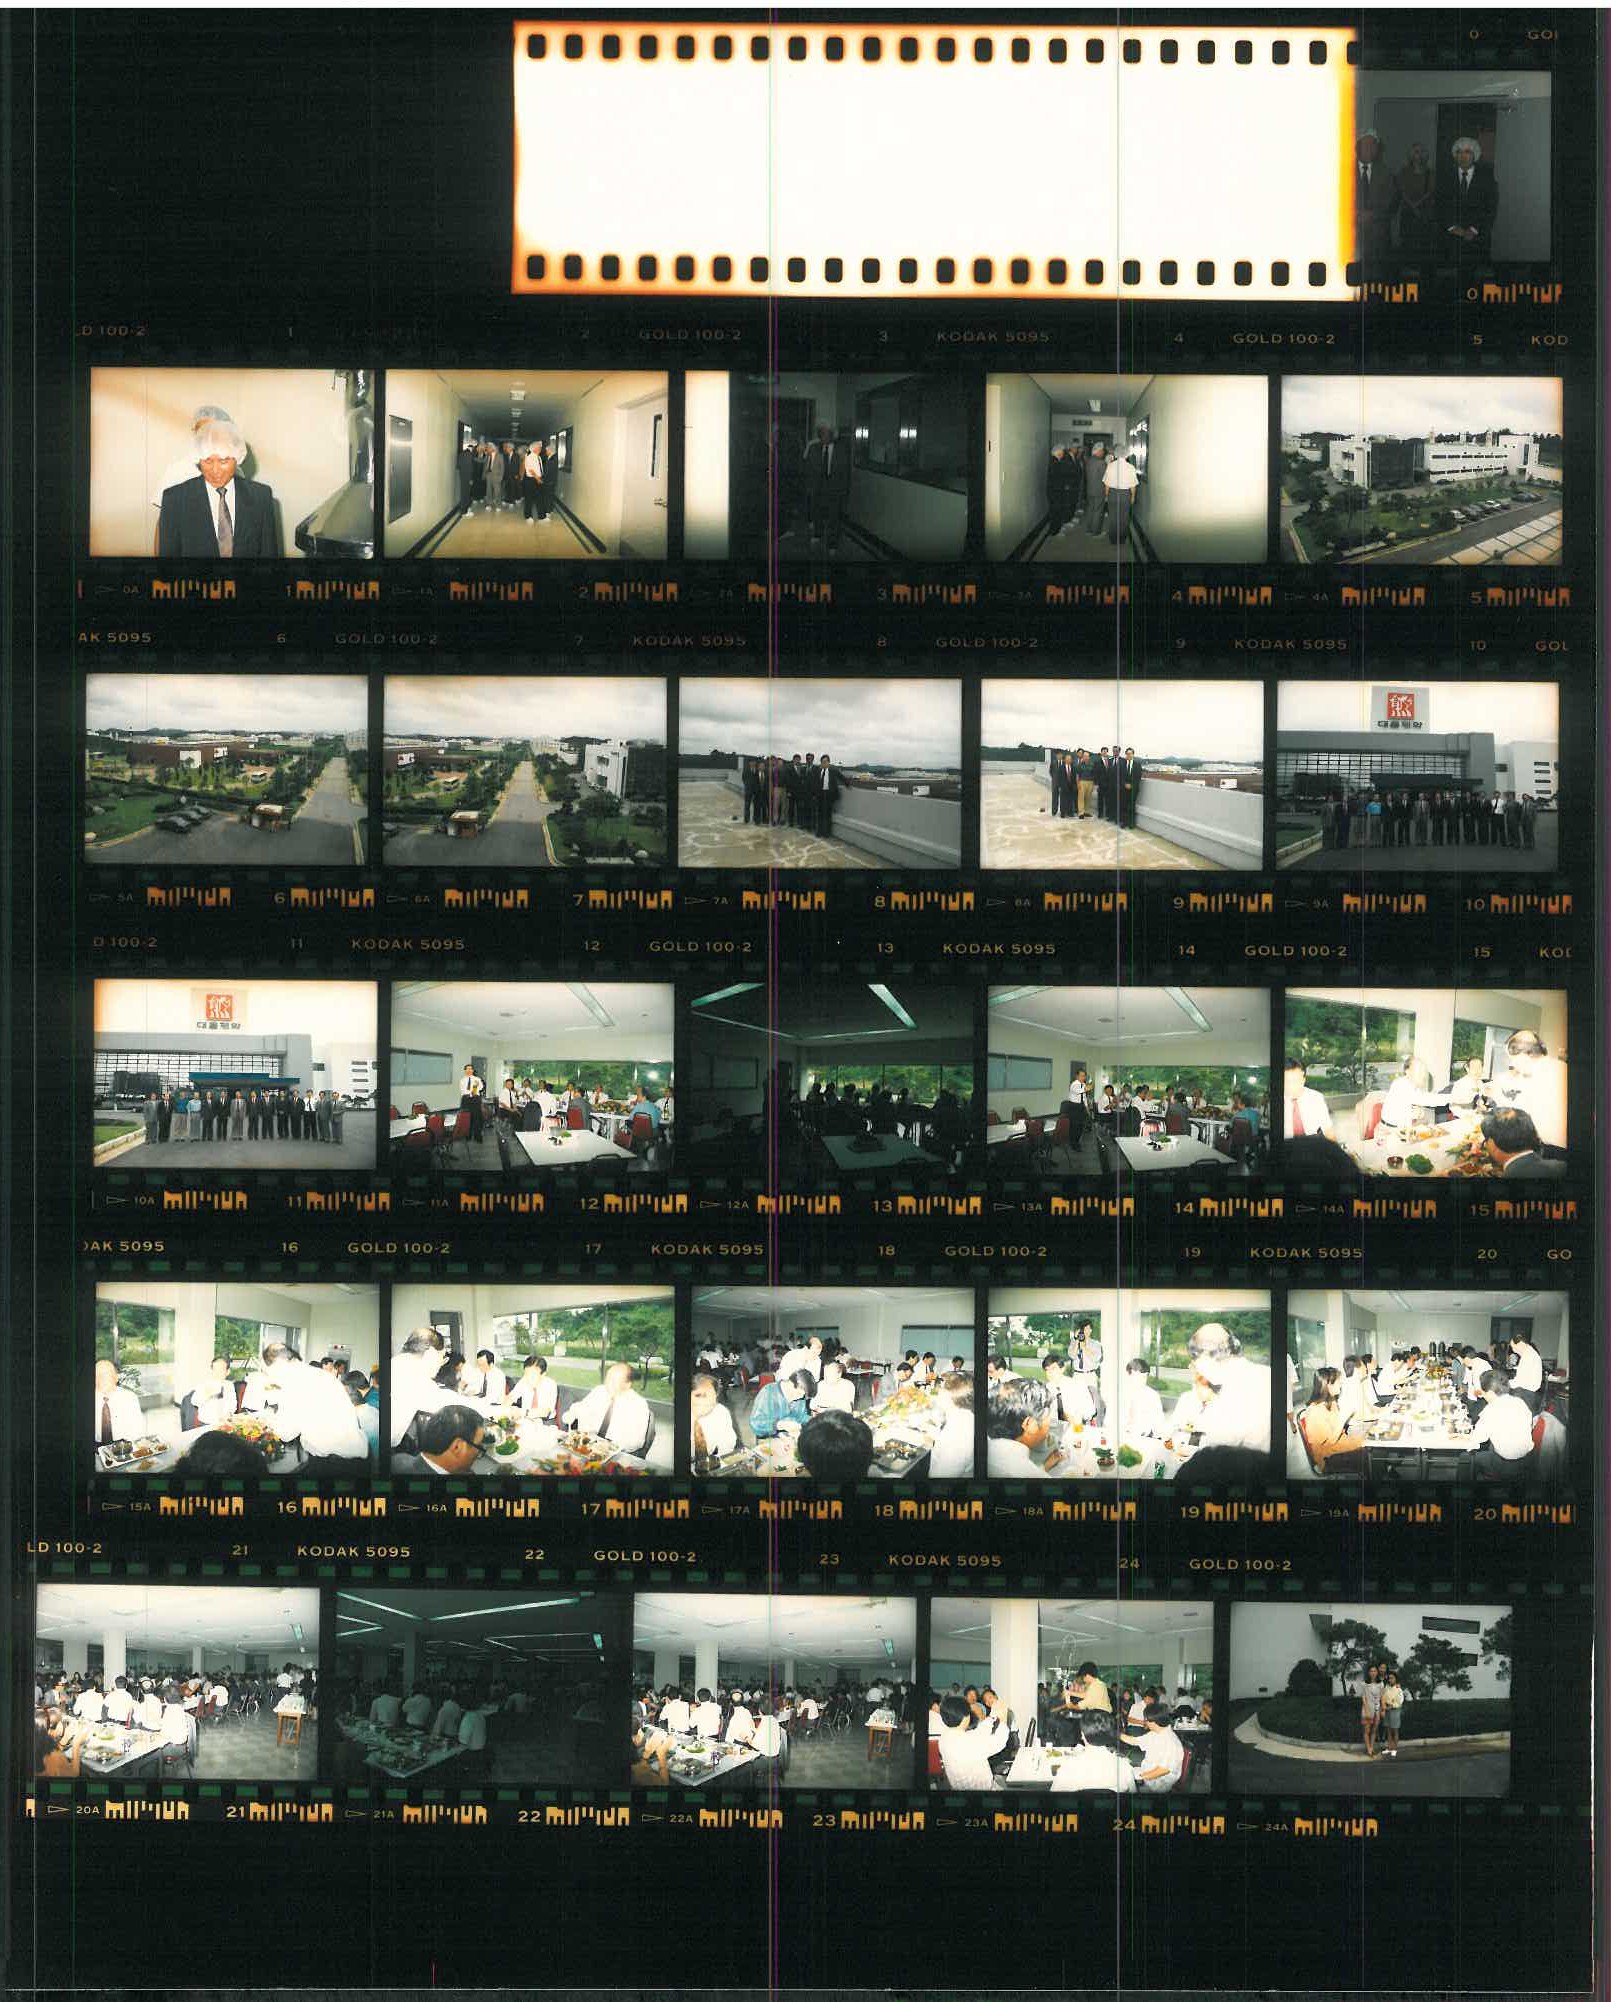 0 GOL
0
LD 100-2 1 2 GOLD 100-2 3 KODAK 5095 4 GOLD 100-2 5 KOD
0A 1 1A 2 2A 3 3A 4 4A 5
AK 5095 6 GOLD 100-2 7 KODAK 5095 8 GOLD 100-2 9 KODAK 5095 10 GOL
熊
대웅제약
5A 6 6A 7 7A 8 8A 9 9A 10
D 100-2 11 KODAK 5095 12 GOLD 100-2 13 KODAK 5095 14 GOLD 100-2 15 KOD
熊
대웅제약
10A 11 11A 12 12A 13 13A 14 14A 15
DAK 5095 16 GOLD 100-2 17 KODAK 5095 18 GOLD 100-2 19 KODAK 5095 20 GO
15A 16 16A 17 17A 18 18A 19 19A 20
LD 100-2 21 KODAK 5095 22 GOLD 100-2 23 KODAK 5095 24 GOLD 100-2
20A 21 21A 22 22A 23 23A 24 24A